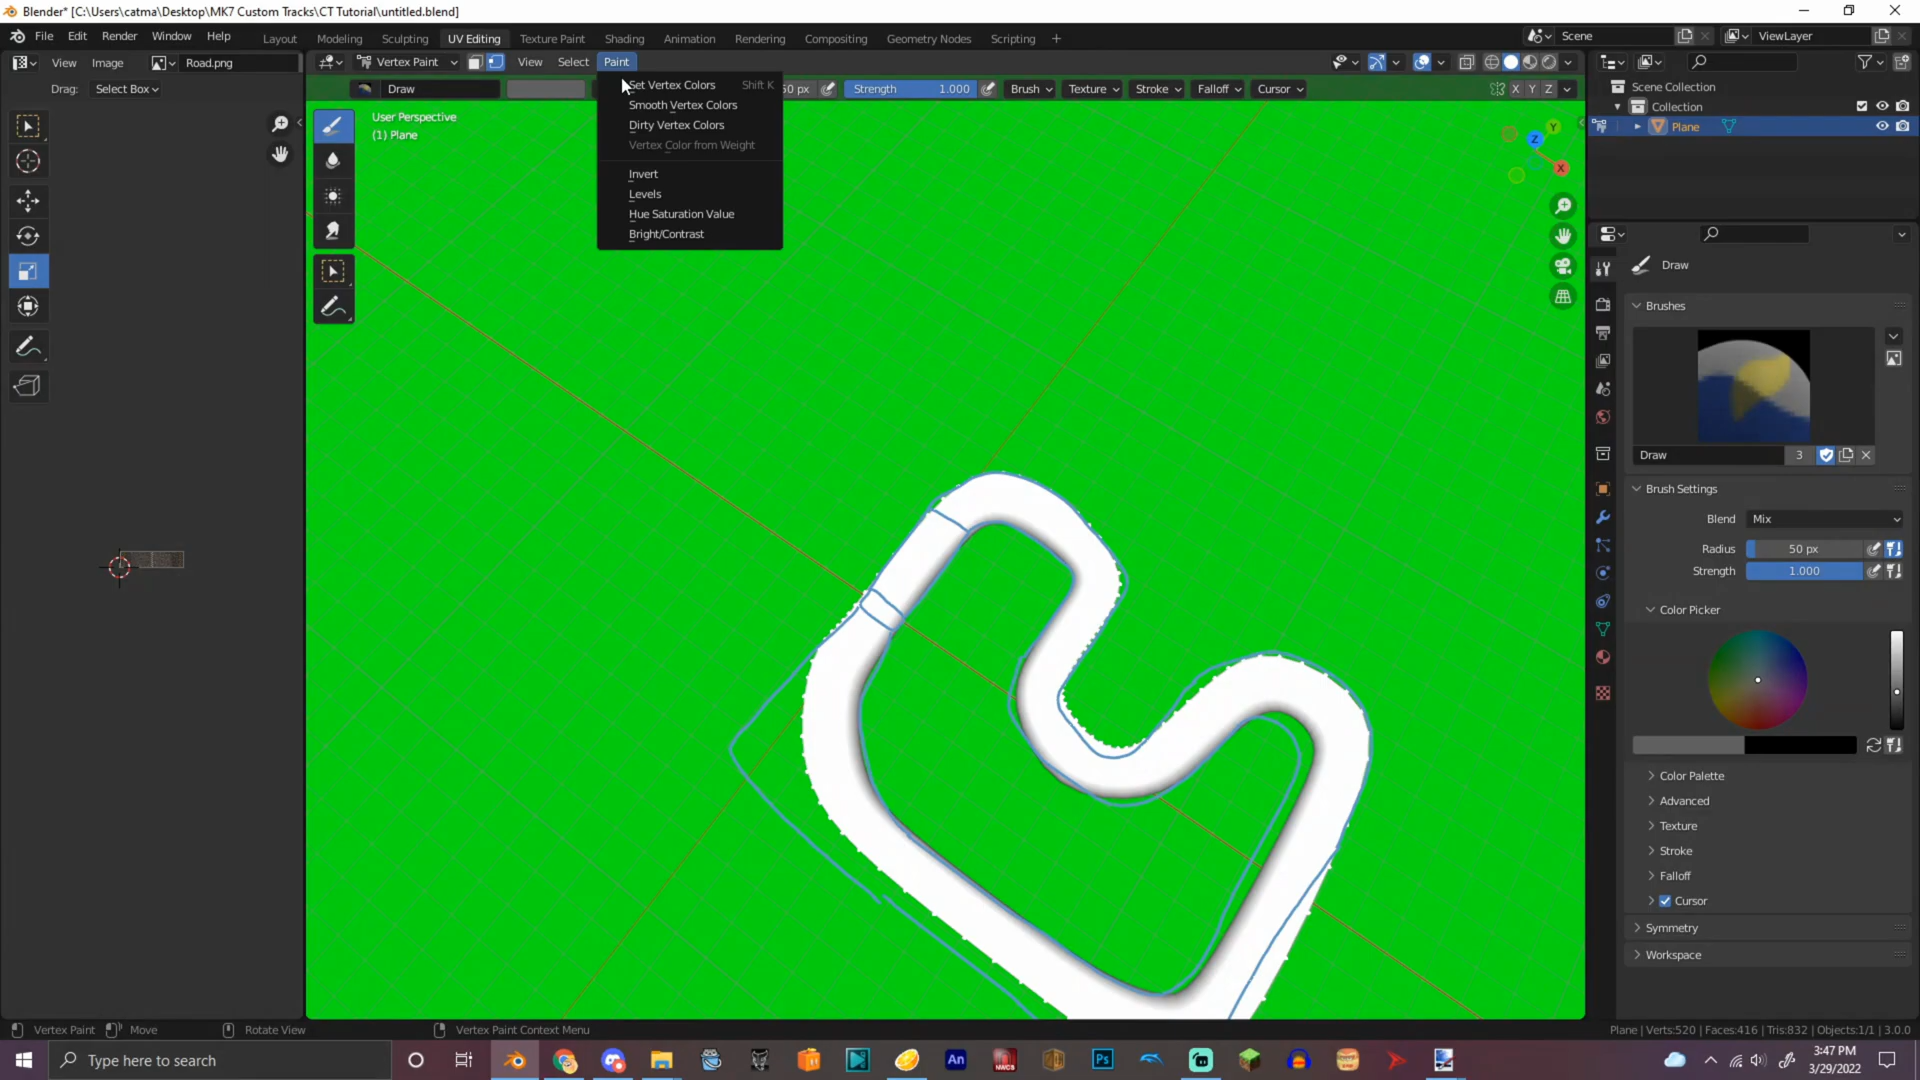 Blender* [C:\Users\catma\Desktop\MK7 Custom Tracks\CT Tutorial\untitled.blend]
File Edit Render Window Help
Layout Modeling Sculpting UV Editing Texture Paint Shading Animation Rendering Compositing Geometry Nodes Scripting +
Scene
ViewLayer
View Image Road.png
Vertex Paint View Select Paint
Drag: Select Box
Draw
50 px Strength 1.000 Brush Texture Stroke Falloff Cursor
X Y Z
Set Vertex Colors Shift K
Smooth Vertex Colors
Dirty Vertex Colors
Vertex Color from Weight
Invert
Levels
Hue Saturation Value
Bright/Contrast
User Perspective
(1) Plane
Y
Z
X
Scene Collection
Collection
Plane
Draw
Brushes
Draw 3
Brush Settings
Blend Mix
Radius 50 px
Strength 1.000
Color Picker
Color Palette
Advanced
Texture
Stroke
Falloff
Cursor
Symmetry
Workspace
Vertex Paint Move Rotate View Vertex Paint Context Menu
Plane | Verts:520 | Faces:416 | Tris:832 | Objects:1/1 | 3.0.0
Type here to search
An
NWCS
Ps
3:47 PM
3/29/2022